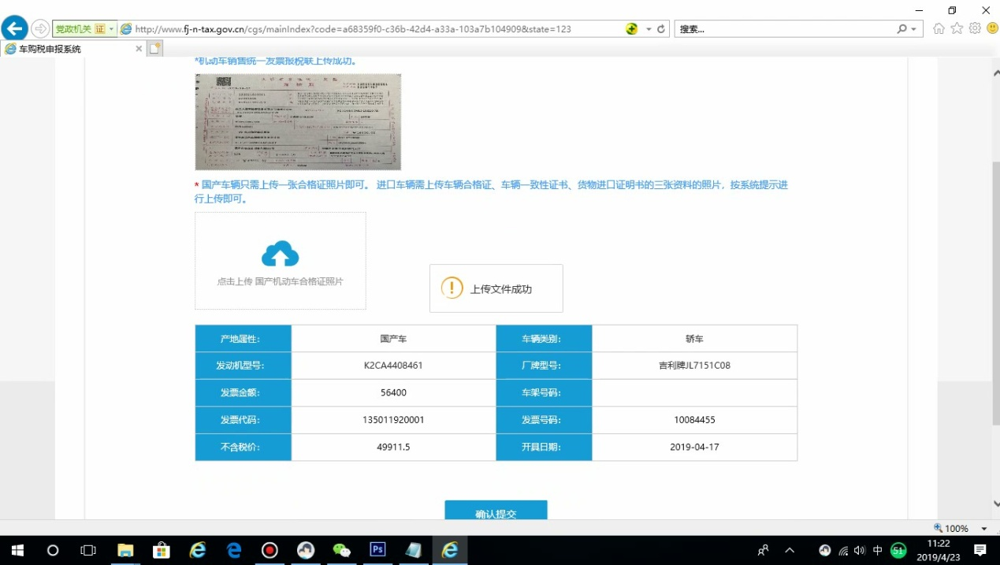 党政机关 证
http://www.fj-n-tax.gov.cn/cgs/mainIndex?code=a68359f0-c36b-42d4-a33a-103a7b104909&state=123
搜索...
车购税申报系统
*机动车销售统一发票报税联上传成功。
* 国产车辆只需上传一张合格证照片即可。 进口车辆需上传车辆合格证、车辆一致性证书、货物进口证明书的三张资料的照片，按系统提示进
行上传即可。
点击上传 国产机动车合格证照片
上传文件成功
产地属性: 国产车 车辆类别: 轿车
发动机型号: K2CA4408461 厂牌型号: 吉利牌JL7151C08
发票金额: 56400 车架号码:
发票代码: 135011920001 发票号码: 10084455
不含税价: 49911.5 开具日期: 2019-04-17
确认提交
100%
Ps
中
51
11:22
2019/4/23